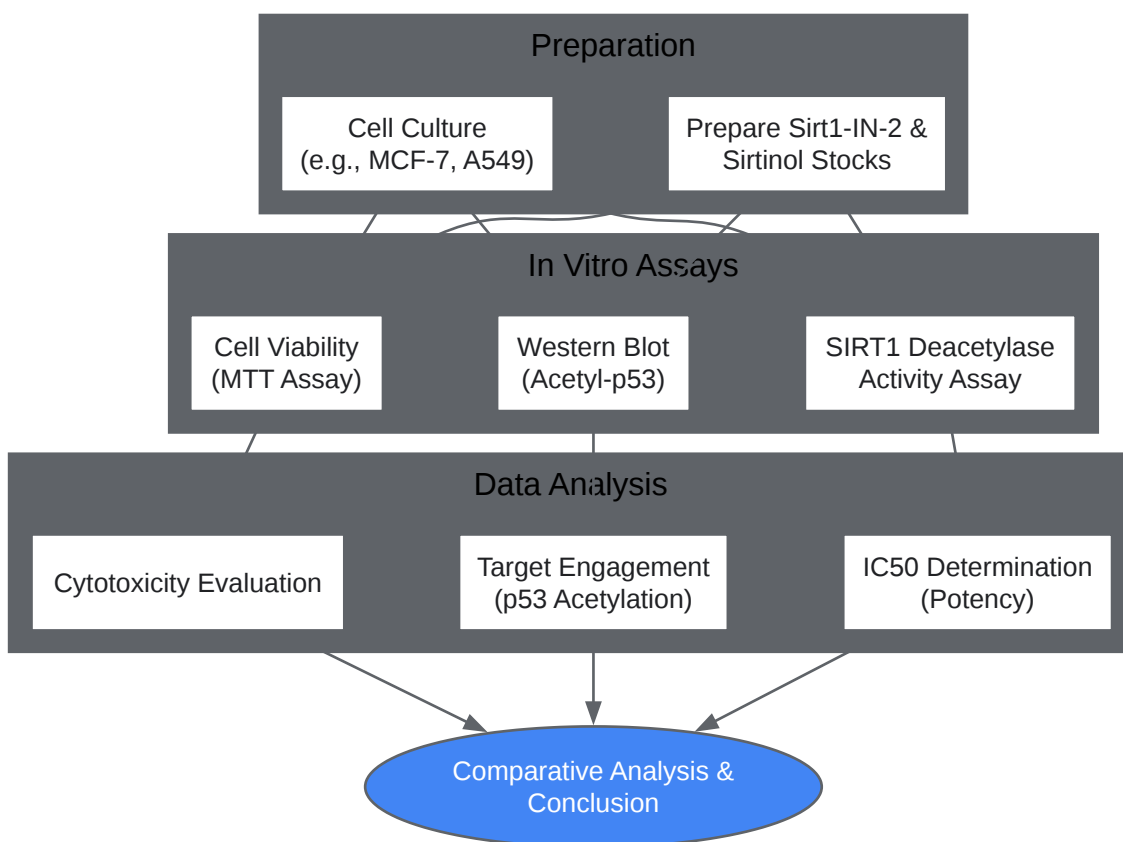 Preparation
Cell Culture
(e.g., MCF-7, A549)
Prepare Sirt1-IN-2 &
Sirtinol Stocks
In Vitro Assays
Cell Viability
(MTT Assay)
Western Blot
(Acetyl-p53)
SIRT1 Deacetylase
Activity Assay
Data Analysis
Cytotoxicity Evaluation
Target Engagement
(p53 Acetylation)
IC50 Determination
(Potency)
Comparative Analysis &
Conclusion